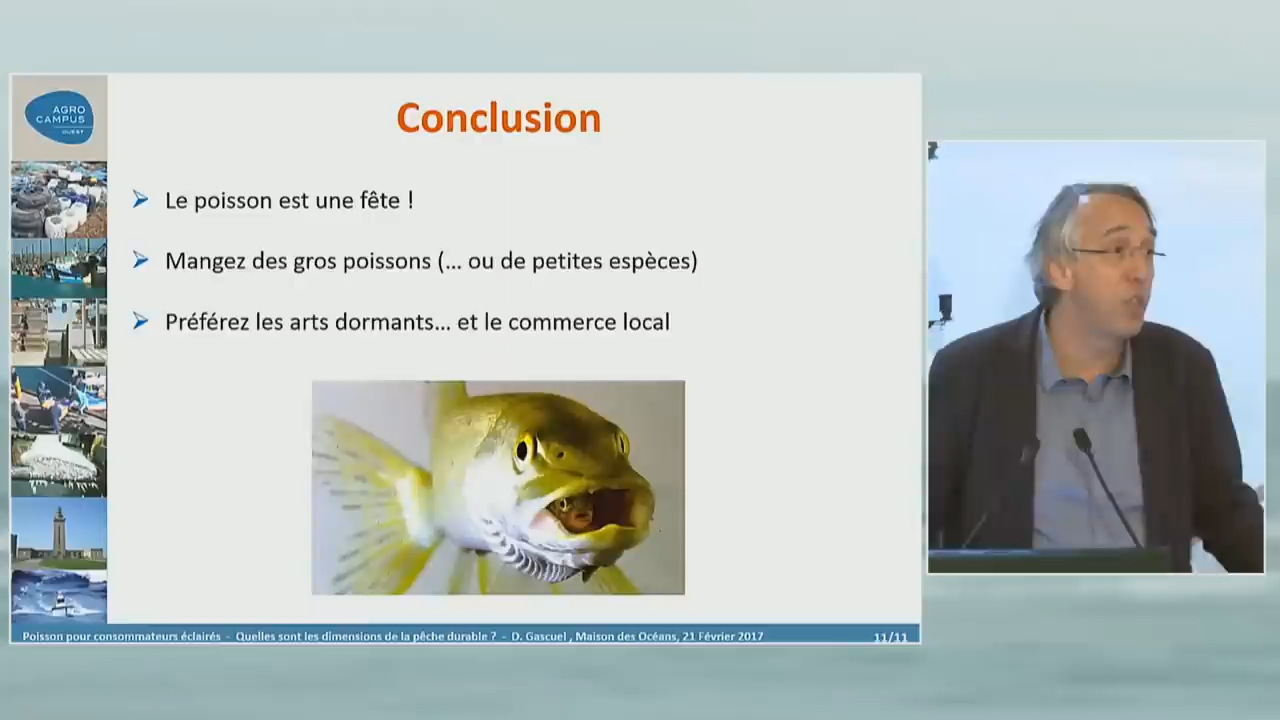 AGRO
CAMPUS
OUEST
Conclusion
Le poisson est une fête !
Mangez des gros poissons (... ou de petites espèces)
Préférez les arts dormants... et le commerce local
Poisson pour consommateurs éclairés - Quelles sont les dimensions de la pêche durable ? - D. Gascuel , Maison des Océans, 21 Février 2017
11/11